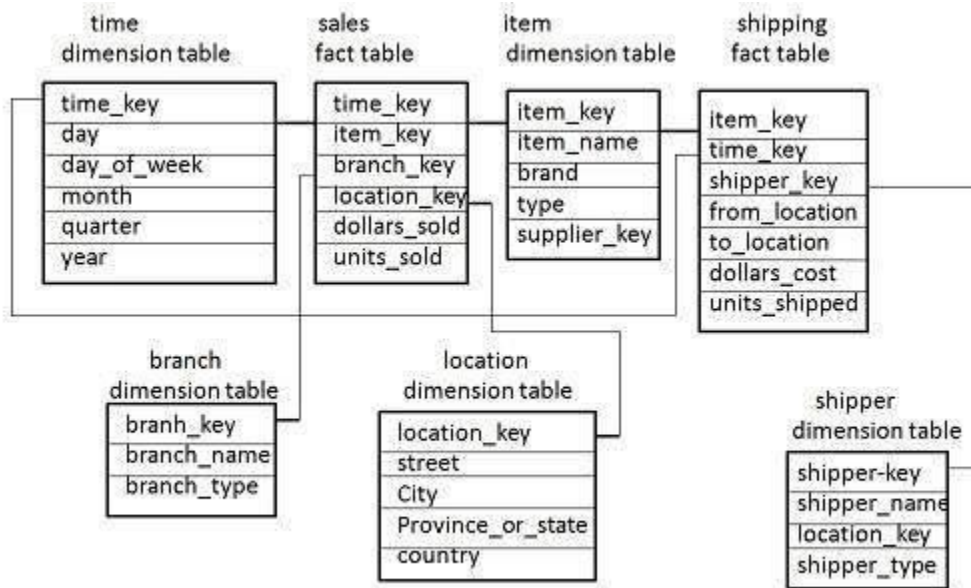 time
dimension table
time_key
day
day_of_week
month
quarter
year
sales
fact table
time_key
item_key
branch_key
location_key
dollars_sold
units_sold
item
dimension table
item_key
item_name
brand
type
supplier_key
shipping
fact table
item_key
time_key
shipper_key
from_location
to_location
dollars_cost
units_shipped
branch
dimension table
branh_key
branch_name
branch_type
location
dimension table
location_key
street
City
Province_or_state
country
shipper
dimension table
shipper-key
shipper_name
location_key
shipper_type